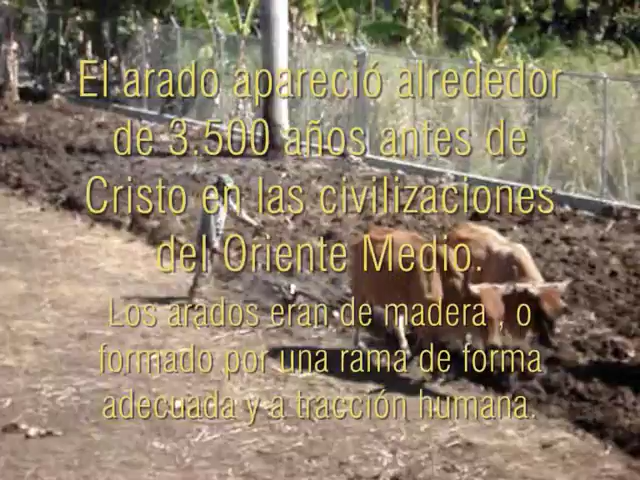 El arado apareció alrededor
de 3.500 años antes de
Cristo en las civilizaciones
del Oriente Medio.
Los arados eran de madera , o
formado por una rama de forma
adecuada y a tracción humana.